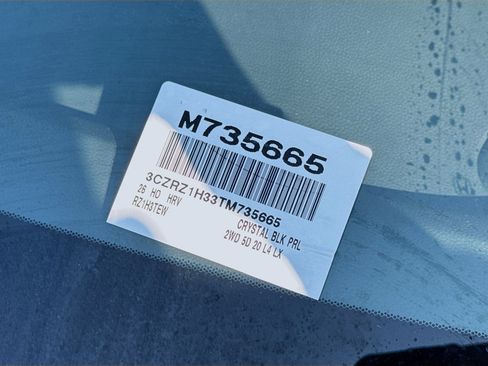 M735665
3CZRZ1H33TM735665
26 HO HRV CRYSTAL BLK PRL
RZ1H3TEW 2WD 5D 20 L4 LX